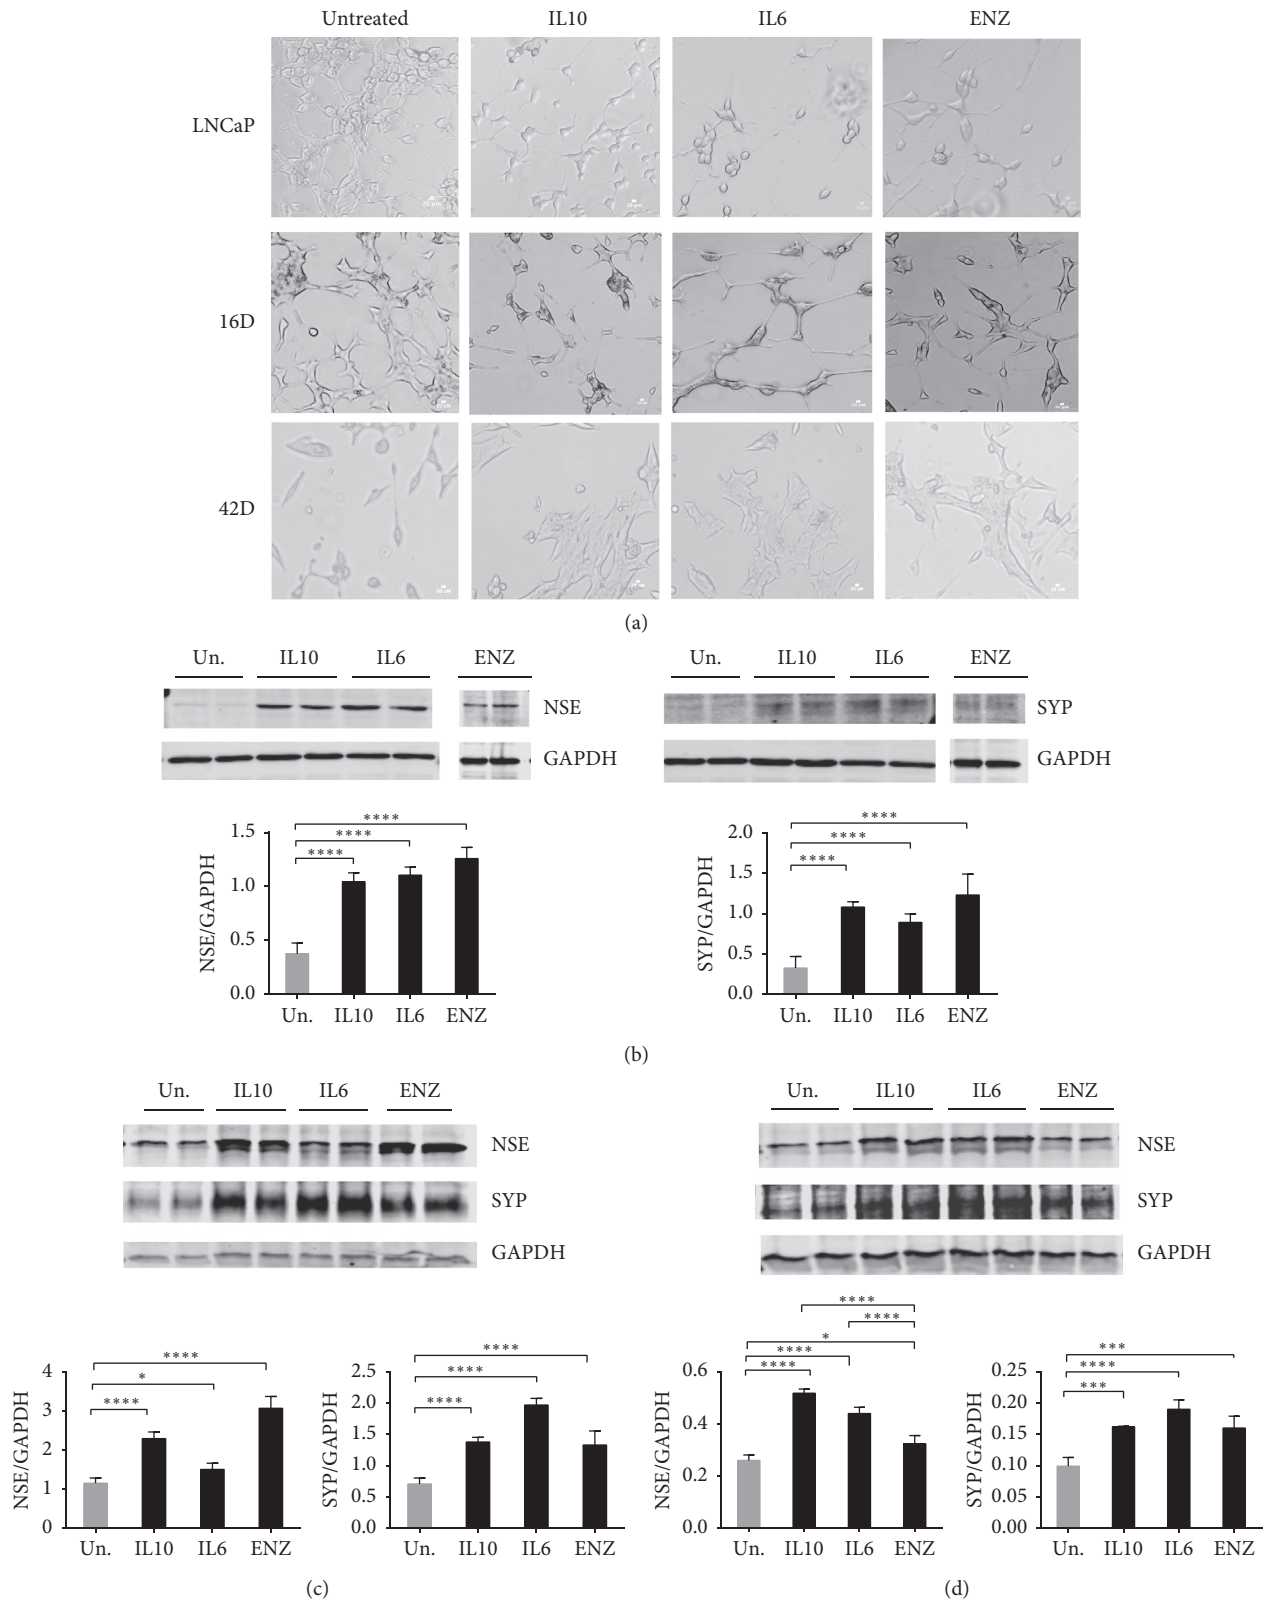 Untreated IL10 IL6 ENZ
LNCaP
20 µm
16D
42D
(a)
Un. IL10 IL6 ENZ Un. IL10 IL6 ENZ
NSE SYP
GAPDH GAPDH
**** ****
**** ****
**** ****
1.5 2.0
1.0 1.5
0.5 1.0
0.0 0.5
0.0
NSE/GAPDH SYP/GAPDH
Un. IL10 IL6 ENZ Un. IL10 IL6 ENZ
(b)
Un. IL10 IL6 ENZ Un. IL10 IL6 ENZ
NSE NSE
SYP SYP
GAPDH GAPDH
NSE/GAPDH
4
3
2
1
0
****
*
****
Un. IL10 IL6 ENZ
SYP/GAPDH
2.5
2.0
1.5
1.0
0.5
0.0
****
****
****
Un. IL10 IL6 ENZ
(c)
NSE/GAPDH
0.6
0.4
0.2
0.0
****
****
*
****
****
Un. IL10 IL6 ENZ
SYP/GAPDH
0.25
0.20
0.15
0.10
0.05
0.00
***
****
***
Un. IL10 IL6 ENZ
(d)